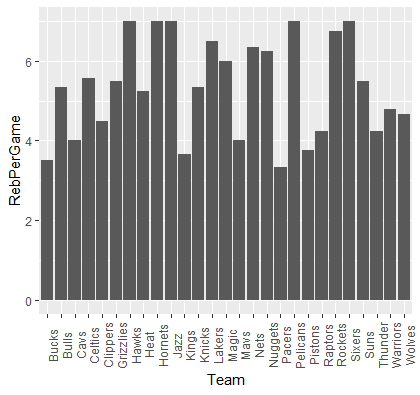 RebPerGame
6
4
2
0
Bucks
Bulls
Cavs
Celtics
Clippers
Grizzlies
Hawks
Heat
Hornets
Jazz
Kings
Knicks
Lakers
Magic
Mavs
Nets
Nuggets
Pacers
Pelicans
Pistons
Raptors
Rockets
Sixers
Suns
Thunder
Warriors
Wolves
Team